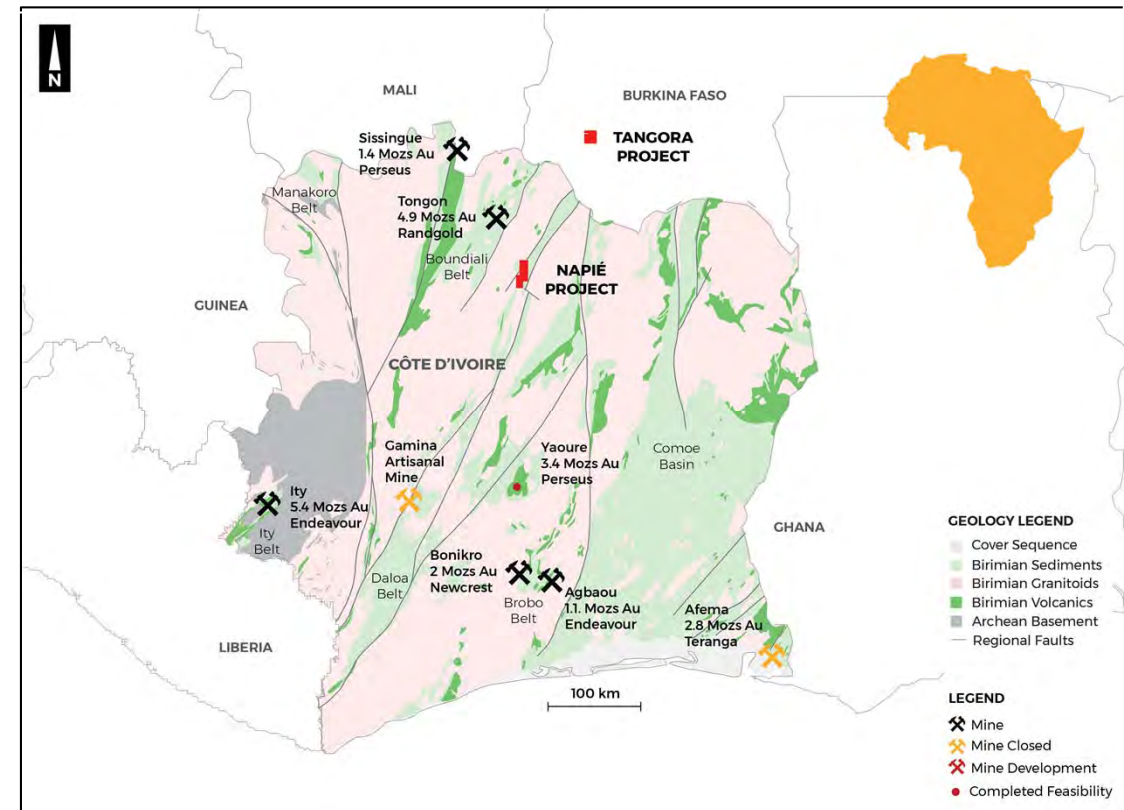 N
MALI
BURKINA FASO
TANGORA
PROJECT
Sissingue
1.4 Mozs Au
Perseus
Manakoro
Belt
Tongon
4.9 Mozs Au
Randgold
Boundiali
Belt
NAPIÉ
PROJECT
GUINEA
CÔTE D'IVOIRE
Gamina
Artisanal
Mine
Yaoure
3.4 Mozs Au
Perseus
Comoe
Basin
Ity
5.4 Mozs Au
Endeavour
Ity
Belt
GHANA
Bonikro
2 Mozs Au
Newcrest
Daloa
Belt
Brobo
Belt
Agbaou
1.1. Mozs Au
Endeavour
Afema
2.8 Mozs Au
Teranga
LIBERIA
100 km
GEOLOGY LEGEND
Cover Sequence
Birimian Sediments
Birimian Granitoids
Birimian Volcanics
Archean Basement
Regional Faults
LEGEND
Mine
Mine Closed
Mine Development
Completed Feasibility